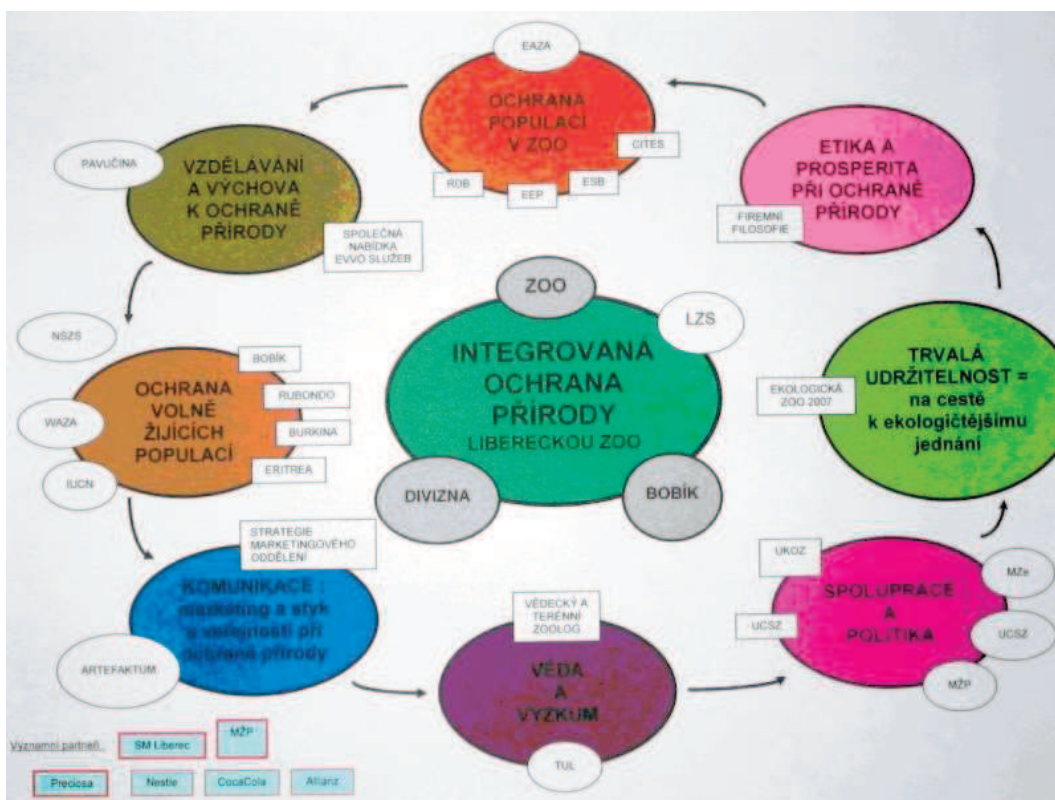 EAZA
OCHRANA
POPULACÍ
V ZOO
CITES
RDB
EEP
ESB
PAVUČINA
VZDĚLÁVÁNÍ
A VÝCHOVA
K OCHRANĚ
PŘÍRODY
SPOLEČNÁ
NABÍDKA
EVVO SLUŽEB
ETIKA A
PROSPERITA
PŘI OCHRANĚ
PŘÍRODY
FIREMNÍ
FILOSOFIE
ZOO
LZS
INTEGROVANÁ
OCHRANA
PŘÍRODY
LIBERECKOU ZOO
DIVIZNA
BOBÍK
NSZS
BOBÍK
OCHRANA
VOLNĚ
ŽIJÍCÍCH
POPULACÍ
RUBONDO
BURKINA
ERITREA
WAZA
IUCN
TRVALÁ
UDRŽITELNOST =
na cestě
k ekologičtějšímu
jednání
EKOLOGICKÁ
ZOO 2007
STRATEGIE
MARKETINGOVÉHO
ODDĚLENÍ
KOMUNIKACE :
marketing a styk
s veřejností při
ochraně přírody
ARTEFAKTUM
VĚDECKÝ A
TERÉNNÍ
ZOOLOG
VĚDA
A
VÝZKUM
TUL
UKOZ
MZe
SPOLUPRÁCE
A
POLITIKA
UCSZ
UCSZ
MŽP
Významní partneři
SM Liberec
MŽP
Preciosa
Nestle
CocaCola
Allianz